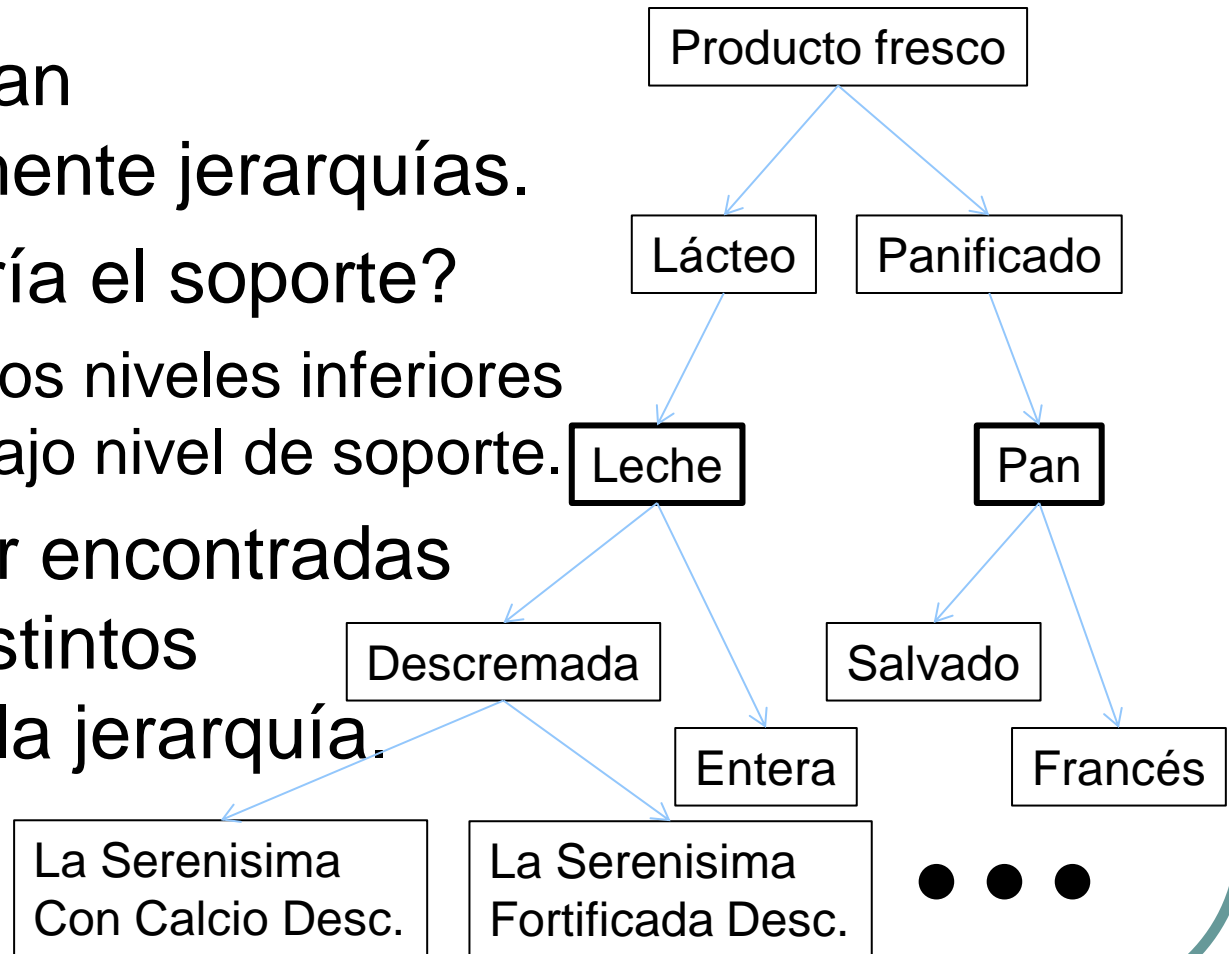 an
nente jerarquías.
ría el soporte?
os niveles inferiores
ajo nivel de soporte.
r encontradas
stintos
la jerarquía.
Producto fresco
Lácteo
Panificado
Leche
Pan
Descremada
Salvado
Entera
Francés
La Serenisima
Con Calcio Desc.
La Serenisima
Fortificada Desc.